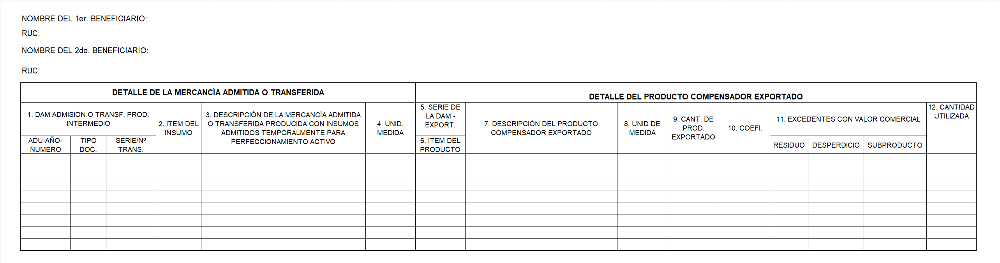 NOMBRE DEL 1er. BENEFICIARIO:
RUC:
NOMBRE DEL 2do. BENEFICIARIO:
RUC:
DETALLE DE LA MERCANCÍA ADMITIDA O TRANSFERIDA
DETALLE DEL PRODUCTO COMPENSADOR EXPORTADO
1. DAM ADMISIÓN O TRANSF. PROD.
INTERMEDIO
ADU-AÑO-
NÚMERO
TIPO
DOC.
SERIE/Nº
TRANS.
2. ITEM DEL
INSUMO
3. DESCRIPCIÓN DE LA MERCANCÍA ADMITIDA
O TRANSFERIDA PRODUCIDA CON INSUMOS
ADMITIDOS TEMPORALMENTE PARA
PERFECCIONAMIENTO ACTIVO
4. UNID.
MEDIDA
5. SERIE DE
LA DAM -
EXPORT.
6. ITEM DEL
PRODUCTO
7. DESCRIPCIÓN DEL PRODUCTO
COMPENSADOR EXPORTADO
8. UNID DE
MEDIDA
9. CANT. DE
PROD.
EXPORTADO
10. COEFI.
11. EXCEDENTES CON VALOR COMERCIAL
RESIDUO
DESPERDICIO
SUBPRODUCTO
12. CANTIDAD
UTILIZADA